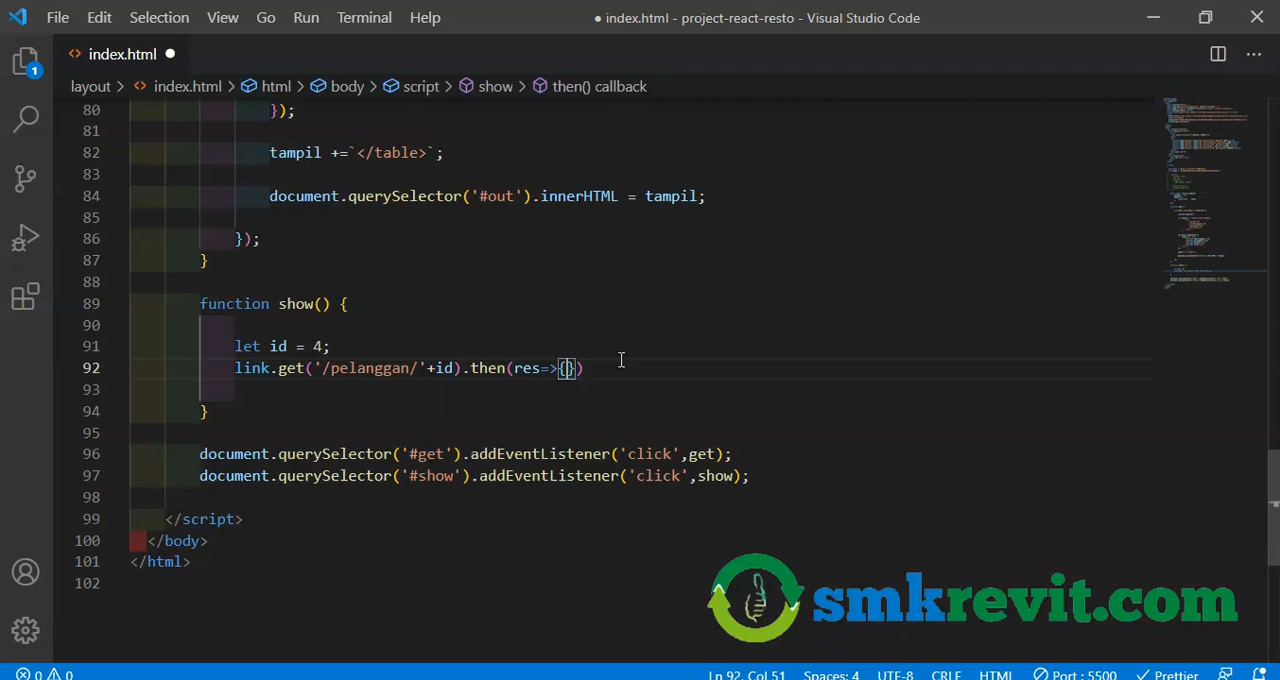 File Edit Selection View Go Run Terminal Help ● index.html - project-react-resto - Visual Studio Code
1
<> index.html ●
layout > <> index.html > html > body > script > show > then() callback
80 });
81
82 tampil +=`</table>`;
83
84 document.querySelector('#out').innerHTML = tampil;
85
86 });
87 }
88
89 function show() {
90
91 let id = 4;
92 link.get('/pelanggan/'+id).then(res=>{})
93
94 }
95
96 document.querySelector('#get').addEventListener('click',get);
97 document.querySelector('#show').addEventListener('click',show);
98
99 </script>
100 </body>
101 </html>
102
smkrevit.com
0 0 Ln 92, Col 51 Spaces: 4 UTF-8 CRLF HTML Port : 5500 Prettier